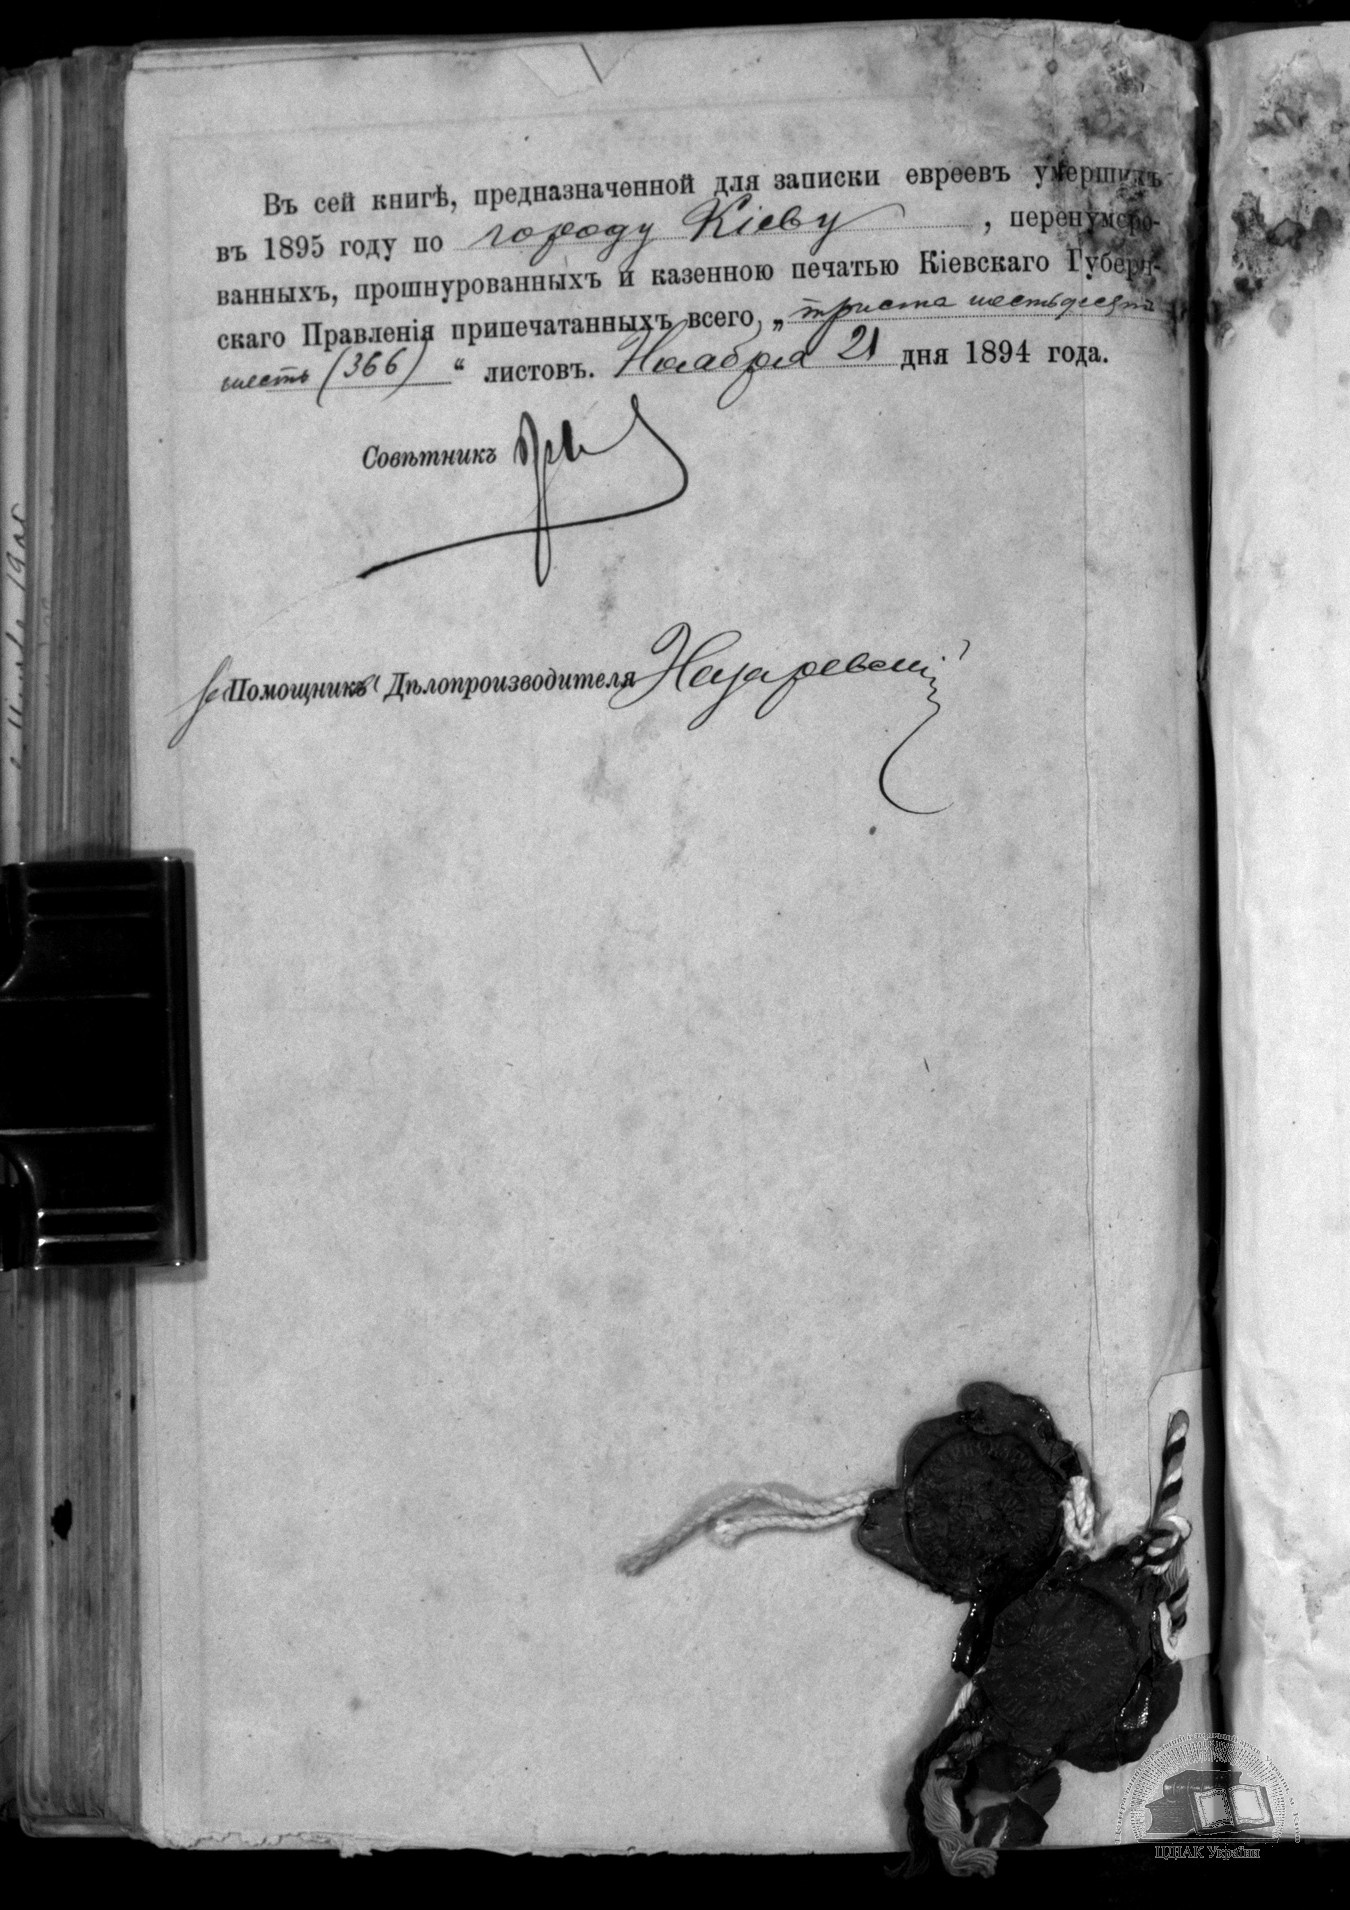 Въ сей книгѣ, предназначенной для записки евреевъ умершихъ
въ 1895 году по городу Кіеву, перенумеро-
ванныхъ, прошнурованныхъ и казенною печатью Кіевскаго Губерн-
скаго Правленія припечатанныхъ всего „триста шестьдесятъ
шесть (366)“ листовъ. Ноября 21 дня 1894 года.
Совѣтникъ
Помощникъ Дѣлопроизводителя Назаревскій
ЦДІАК України